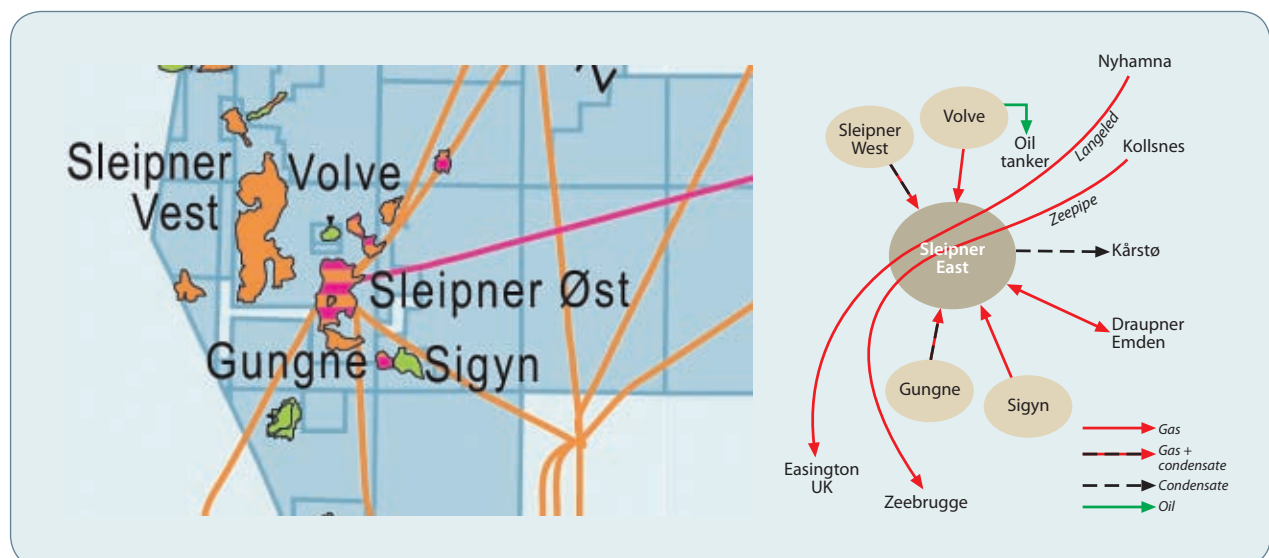 Sleipner
Vest
Volve
Sleipner Øst
Gungne
Sigyn
Nyhamna
Sleipner
West
Volve
Oil
tanker
Langeled
Kollsnes
Zeepipe
Sleipner
East
Kårstø
Draupner
Emden
Gungne
Sigyn
Easington
UK
Zeebrugge
Gas
Gas +
condensate
Condensate
Oil